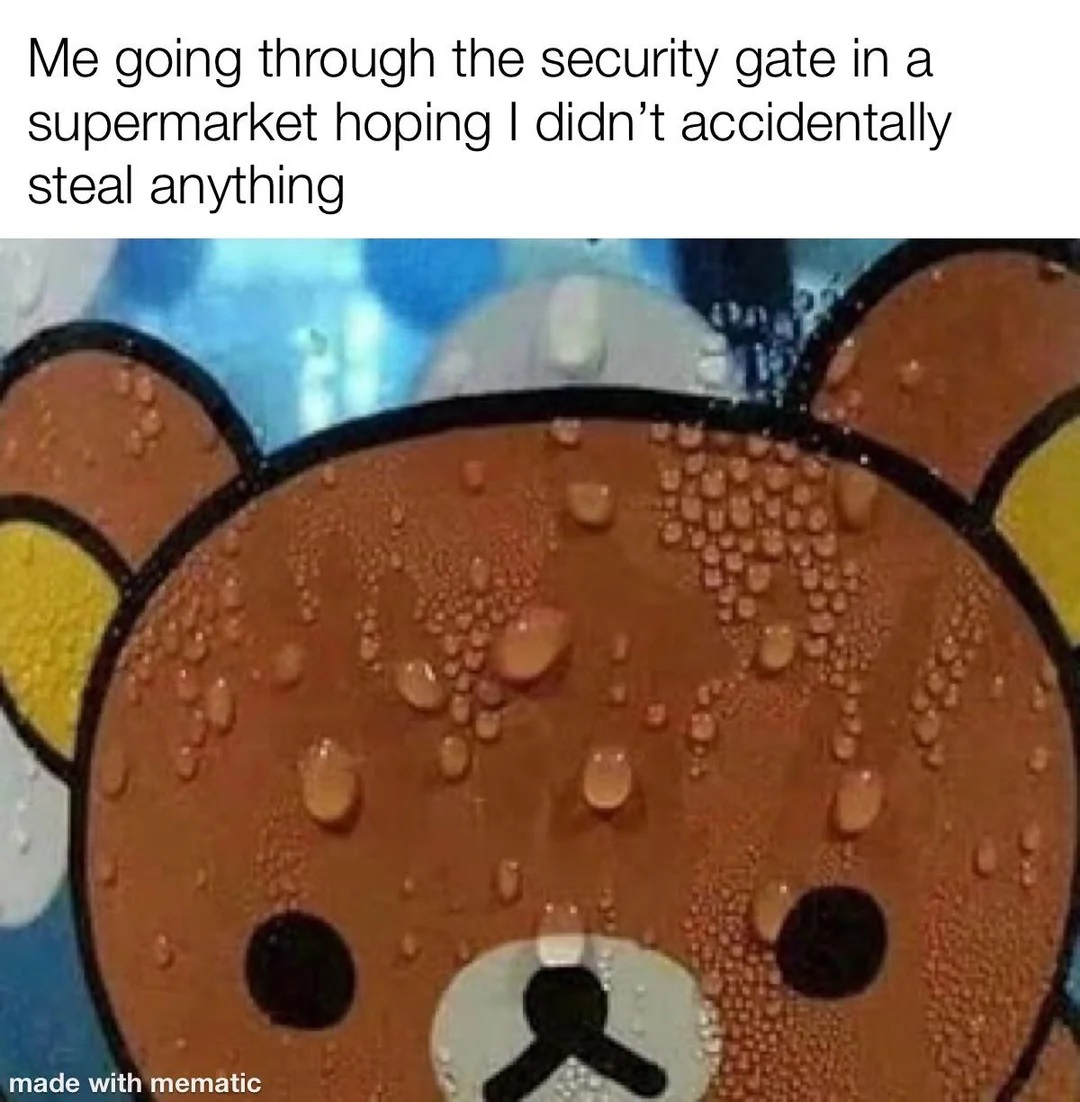 Me going through the security gate in a
supermarket hoping I didn’t accidentally
steal anything
made with mematic